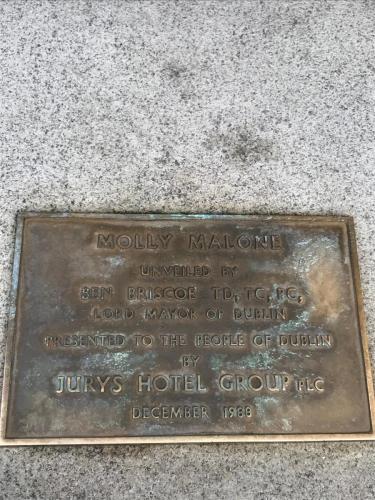 MOLLY MALONE
UNVEILED BY
BEN BRISCOE TD, TC, PC,
LORD MAYOR OF DUBLIN
PRESENTED TO THE PEOPLE OF DUBLIN
BY
JURYS HOTEL GROUP PLC
DECEMBER 1988